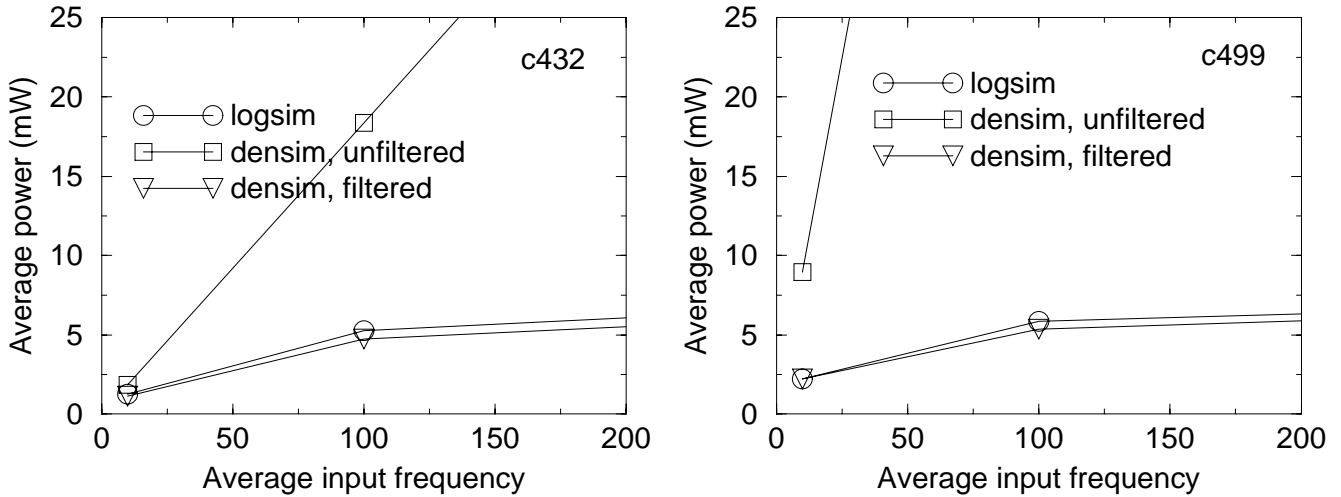 25
20
15
10
5
0
Average power (mW)
c432
logsim
densim, unfiltered
densim, filtered
0 50 100 150 200
Average input frequency
25
20
15
10
5
0
Average power (mW)
c499
logsim
densim, unfiltered
densim, filtered
0 50 100 150 200
Average input frequency